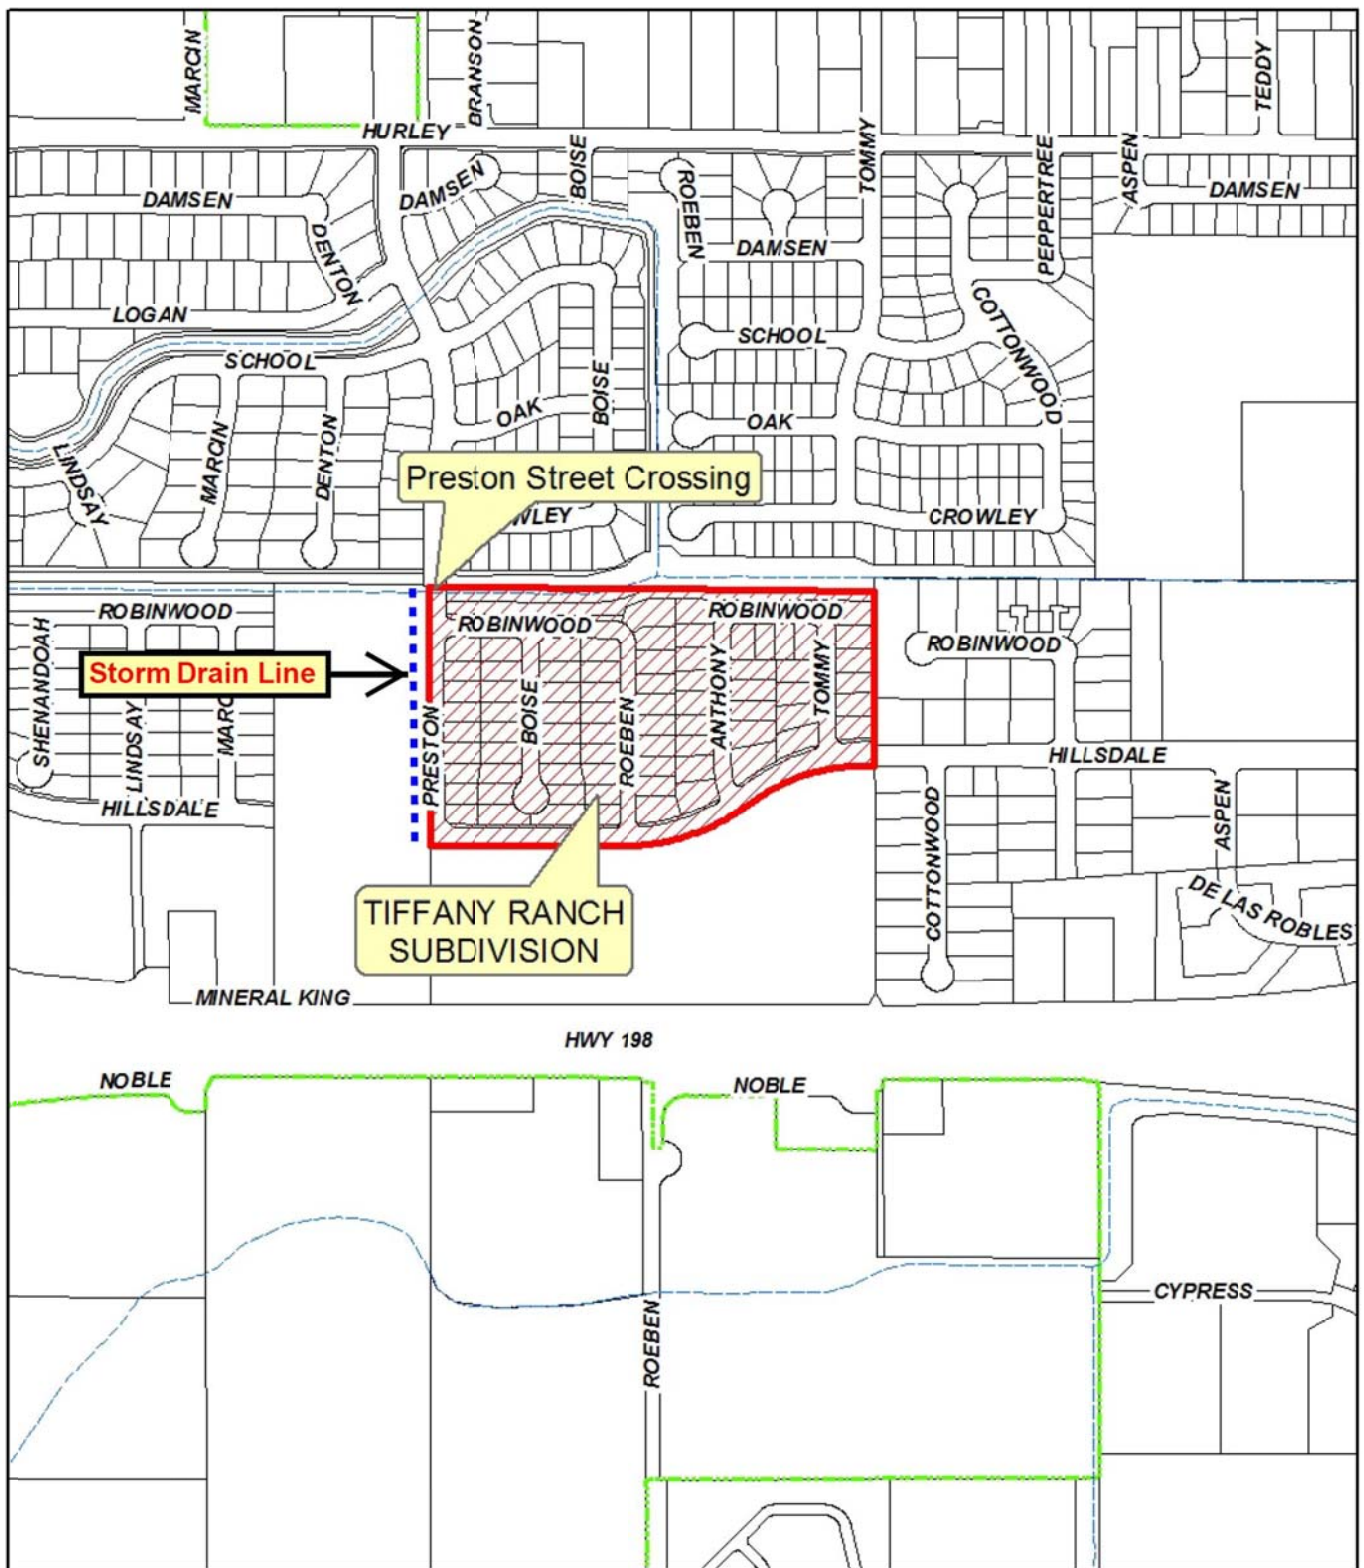 MARCIN
BRANSON
TEDDY
HURLEY
BOISE
TOMMY
PEPPERTREE
ASPEN
DAMSEN
DAMSEN
ROEBEN
DAMSEN
DENTON
DAMSEN
LOGAN
SCHOOL
SCHOOL
COTTONWOOD
BOISE
OAK
OAK
LINDSAY
MARCIN
DENTON
Preston Street Crossing
WLEY
CROWLEY
ROBINWOOD
ROBINWOOD
ROBINWOOD
ROBINWOOD
SHENANDOAH
Storm Drain Line
LINDSAY
MARC
PRESTON
BOISE
ROEBEN
ANTHONY
TOMMY
HILLSDALE
HILLSDALE
COTTONWOOD
ASPEN
TIFFANY RANCH
SUBDIVISION
DE LAS ROBLES
MINERAL KING
HWY 198
NOBLE
NOBLE
CYPRESS
ROEBEN